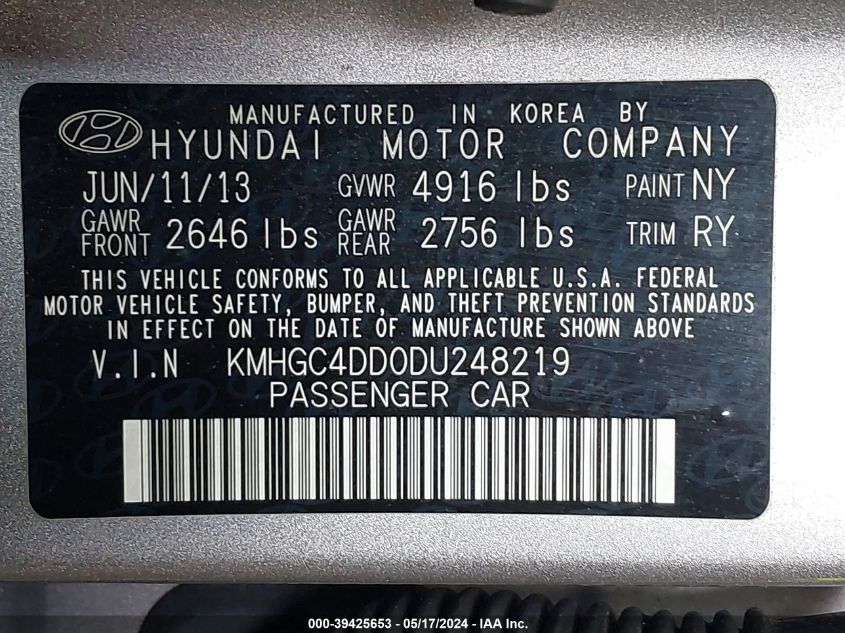 MANUFACTURED IN KOREA BY
HYUNDAI MOTOR COMPANY
JUN/11/13 GVWR 4916 lbs PAINT NY
GAWR FRONT 2646 lbs GAWR REAR 2756 lbs TRIM RY
THIS VEHICLE CONFORMS TO ALL APPLICABLE U.S.A. FEDERAL
MOTOR VEHICLE SAFETY, BUMPER, AND THEFT PREVENTION STANDARDS
IN EFFECT ON THE DATE OF MANUFACTURE SHOWN ABOVE
V.I.N KMHGC4DD0DU248219
PASSENGER CAR
000-39425653 - 05/17/2024 - IAA Inc.